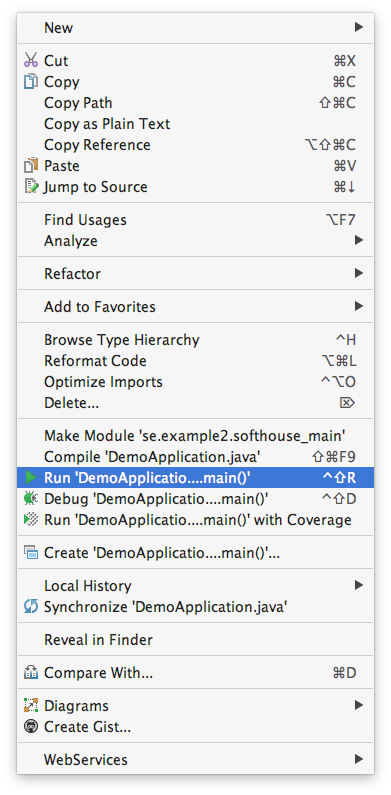 New
Cut ⌘X
Copy ⌘C
Copy Path ⇧⌘C
Copy as Plain Text
Copy Reference ⌥⇧⌘C
Paste ⌘V
Jump to Source ⌘↓
Find Usages ⌥F7
Analyze
Refactor
Add to Favorites
Browse Type Hierarchy ^H
Reformat Code ⌥⌘L
Optimize Imports ^⌥O
Delete... ⌦
Make Module 'se.example2.softhouse_main'
Compile 'DemoApplication.java' ⇧⌘F9
Run 'DemoApplicatio....main()' ^⇧R
Debug 'DemoApplicatio....main()' ^⇧D
Run 'DemoApplicatio....main()' with Coverage
Create 'DemoApplicatio....main()'...
Local History
Synchronize 'DemoApplication.java'
Reveal in Finder
Compare With... ⌘D
Diagrams
Create Gist...
WebServices